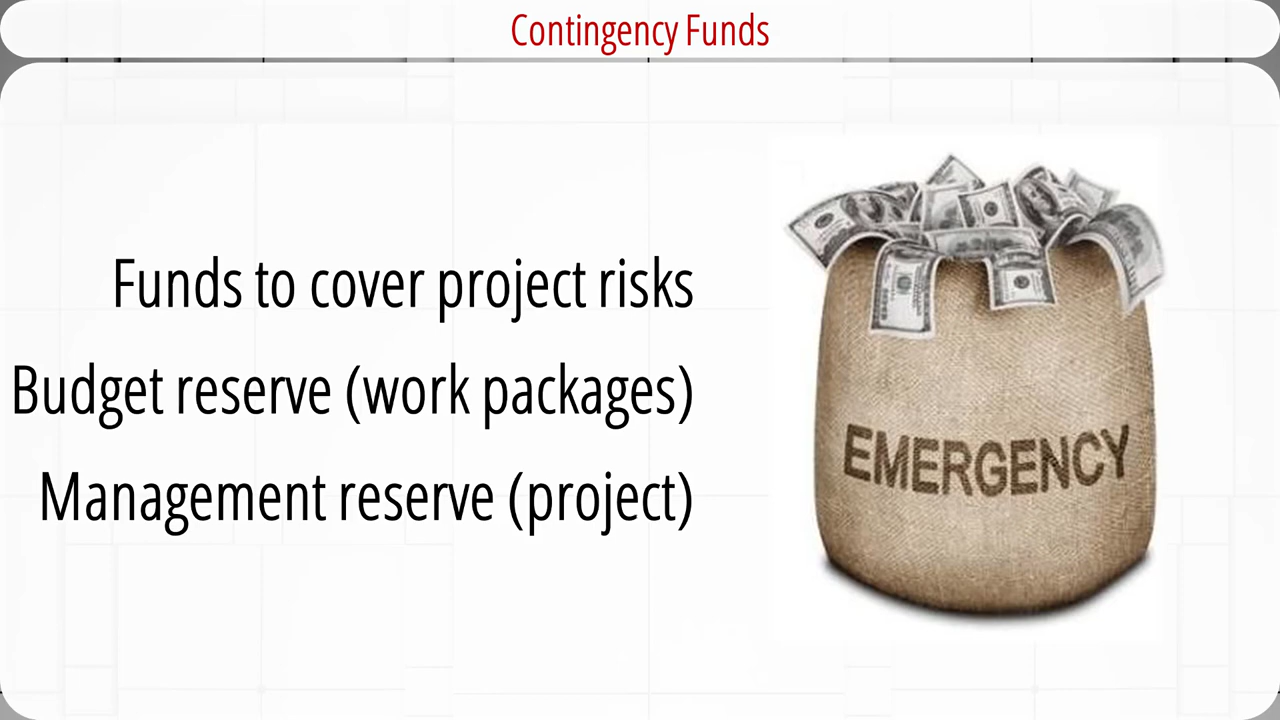 Contingency Funds
Funds to cover project risks
Budget reserve (work packages)
Management reserve (project)
EMERGENCY